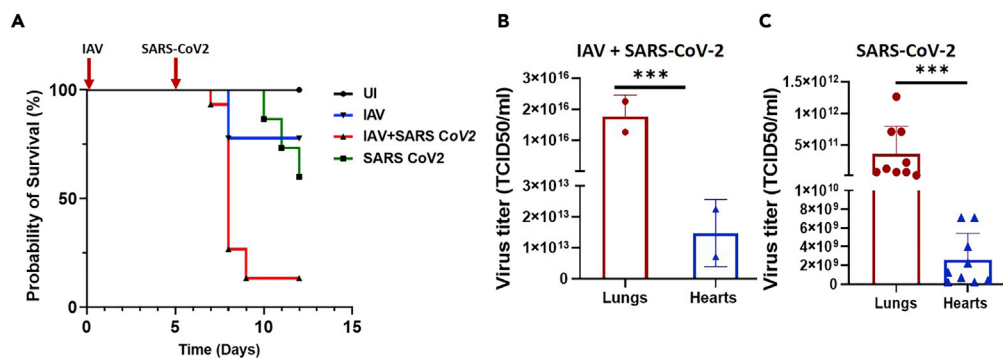 A
IAV
SARS-CoV2
Probability of Survival (%)
100
50
0
0
5
10
15
Time (Days)
UI
IAV
IAV+SARS CoV2
SARS CoV2
B
IAV + SARS-CoV-2
***
Virus titer (TCID50/ml)
3×10¹⁶
2×10¹⁶
1×10¹⁶
3×10¹³
2×10¹³
1×10¹³
0
Lungs
Hearts
C
SARS-CoV-2
***
Virus titer (TCID50/ml)
1.5×10¹²
1×10¹²
5×10¹¹
1×10¹⁰
8×10⁹
6×10⁹
4×10⁹
2×10⁹
0
Lungs
Hearts